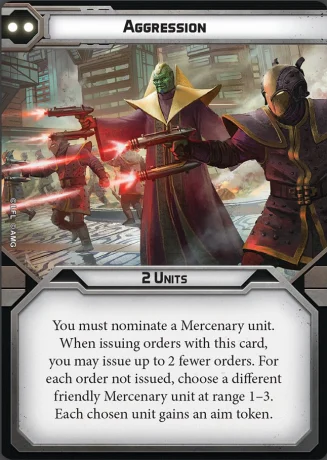 Aggression
2 Units
You must nominate a Mercenary unit.
When issuing orders with this card,
you may issue up to 2 fewer orders. For
each order not issued, choose a different
friendly Mercenary unit at range 1–3.
Each chosen unit gains an aim token.